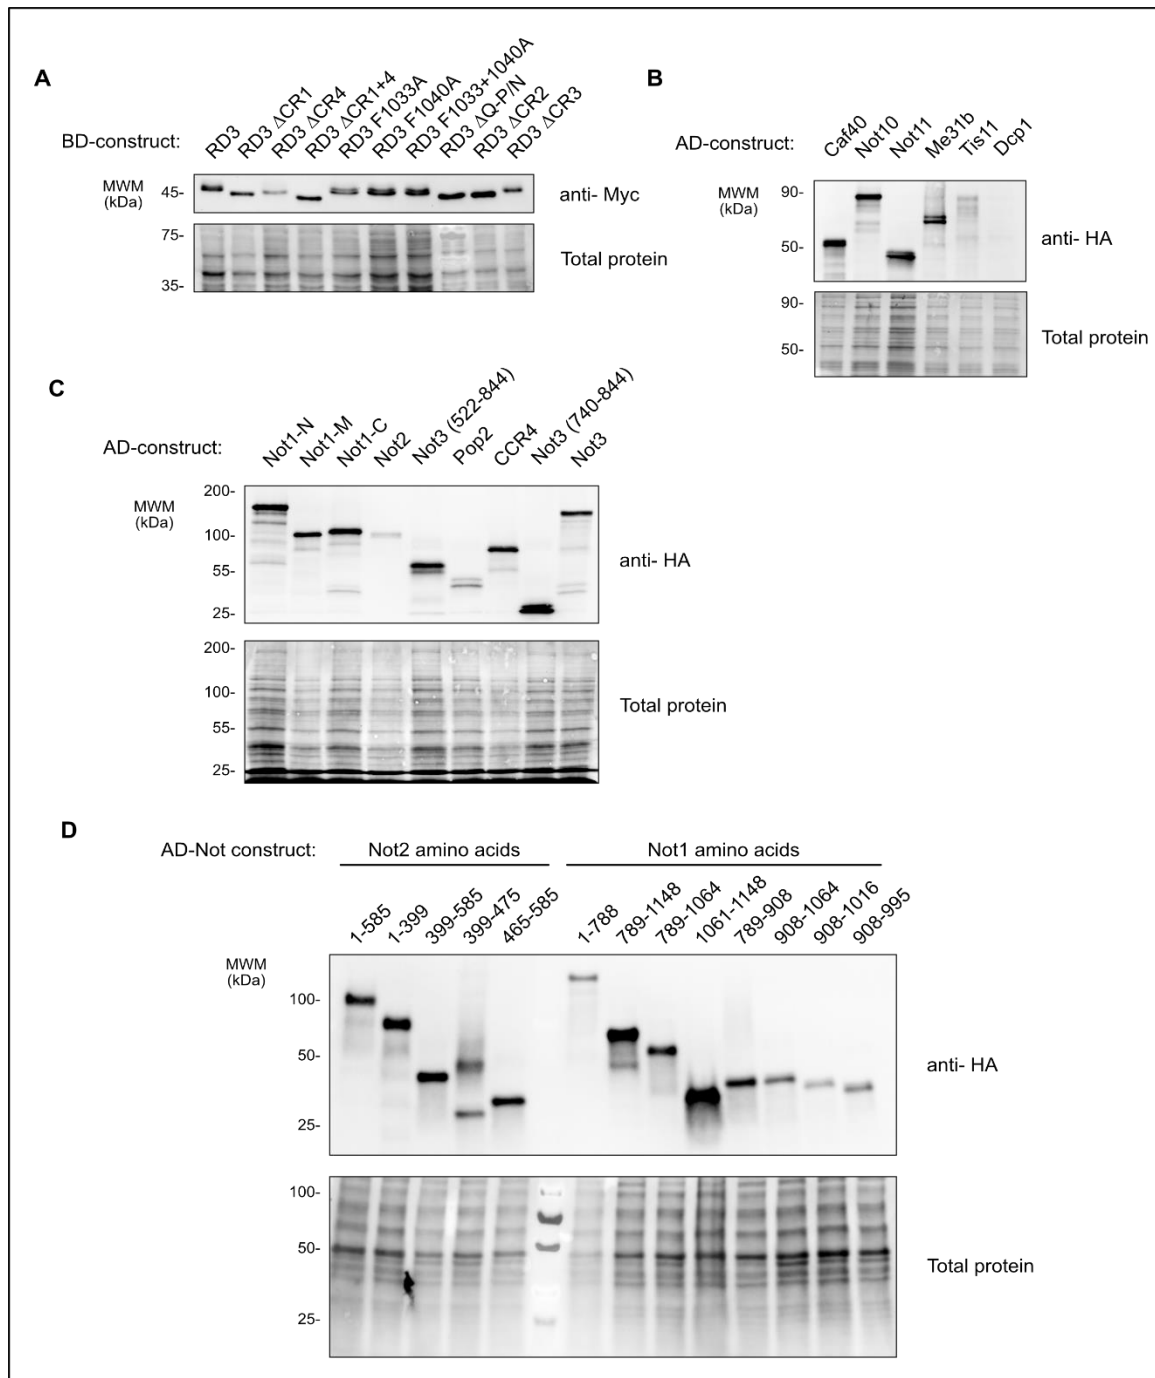 A
BD-construct:
RD3
RD3 ΔCR1
RD3 ΔCR4
RD3 ΔCR1+4
RD3 F1033A
RD3 F1040A
RD3 F1033+1040A
RD3 ΔQ-P/N
RD3 ΔCR2
RD3 ΔCR3
MWM
(kDa)
45-
anti- Myc
75-
35-
Total protein
B
AD-construct:
Caf40
Not10
Not11
Me31b
Tis11
Dcp1
MWM
(kDa)
90-
50-
anti- HA
90-
50-
Total protein
C
AD-construct:
Not1-N
Not1-M
Not1-C
Not2
Not3 (522-844)
Pop2
CCR4
Not3 (740-844)
Not3
MWM
(kDa)
200-
100-
55-
25-
anti- HA
200-
100-
55-
25-
Total protein
D
AD-Not construct:
Not2 amino acids
Not1 amino acids
1-585
1-399
399-585
399-475
465-585
1-788
789-1148
789-1064
1061-1148
789-908
908-1064
908-1016
908-995
MWM
(kDa)
100-
50-
25-
anti- HA
100-
50-
25-
Total protein